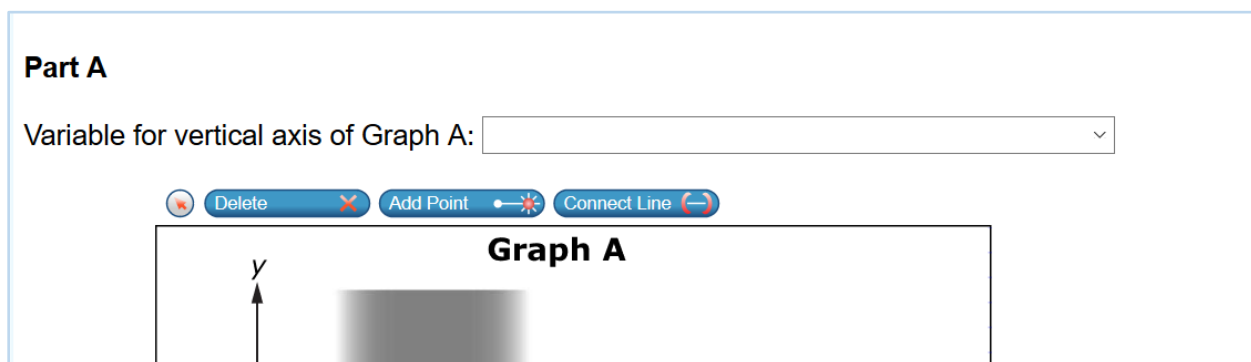 Part A
Variable for vertical axis of Graph A:
Delete Add Point Connect Line
Graph A
y